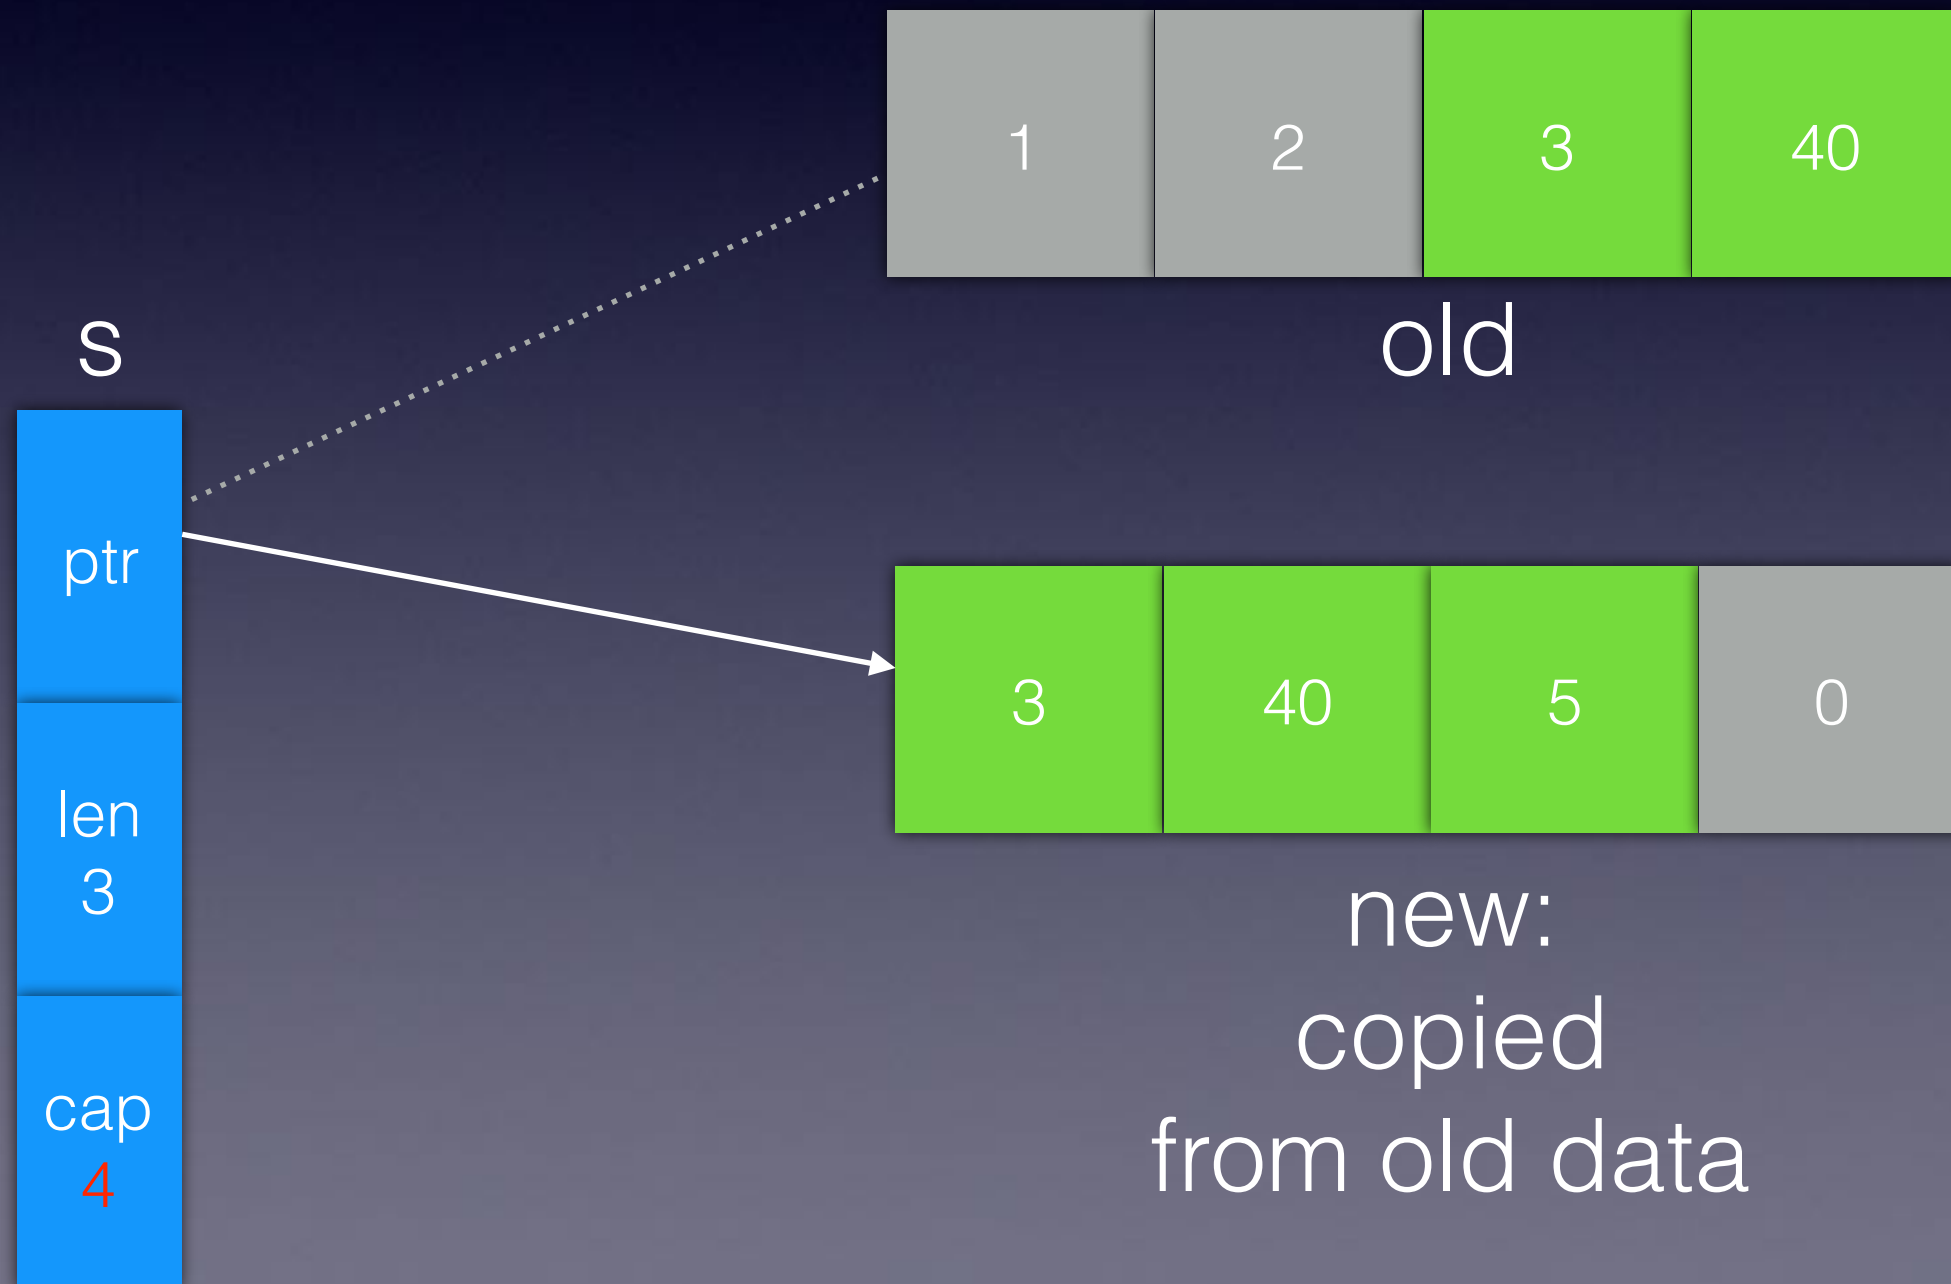 1 2 3 40
old
s
ptr
len
3
cap
4
3 40 5 0
new:
copied
from old data